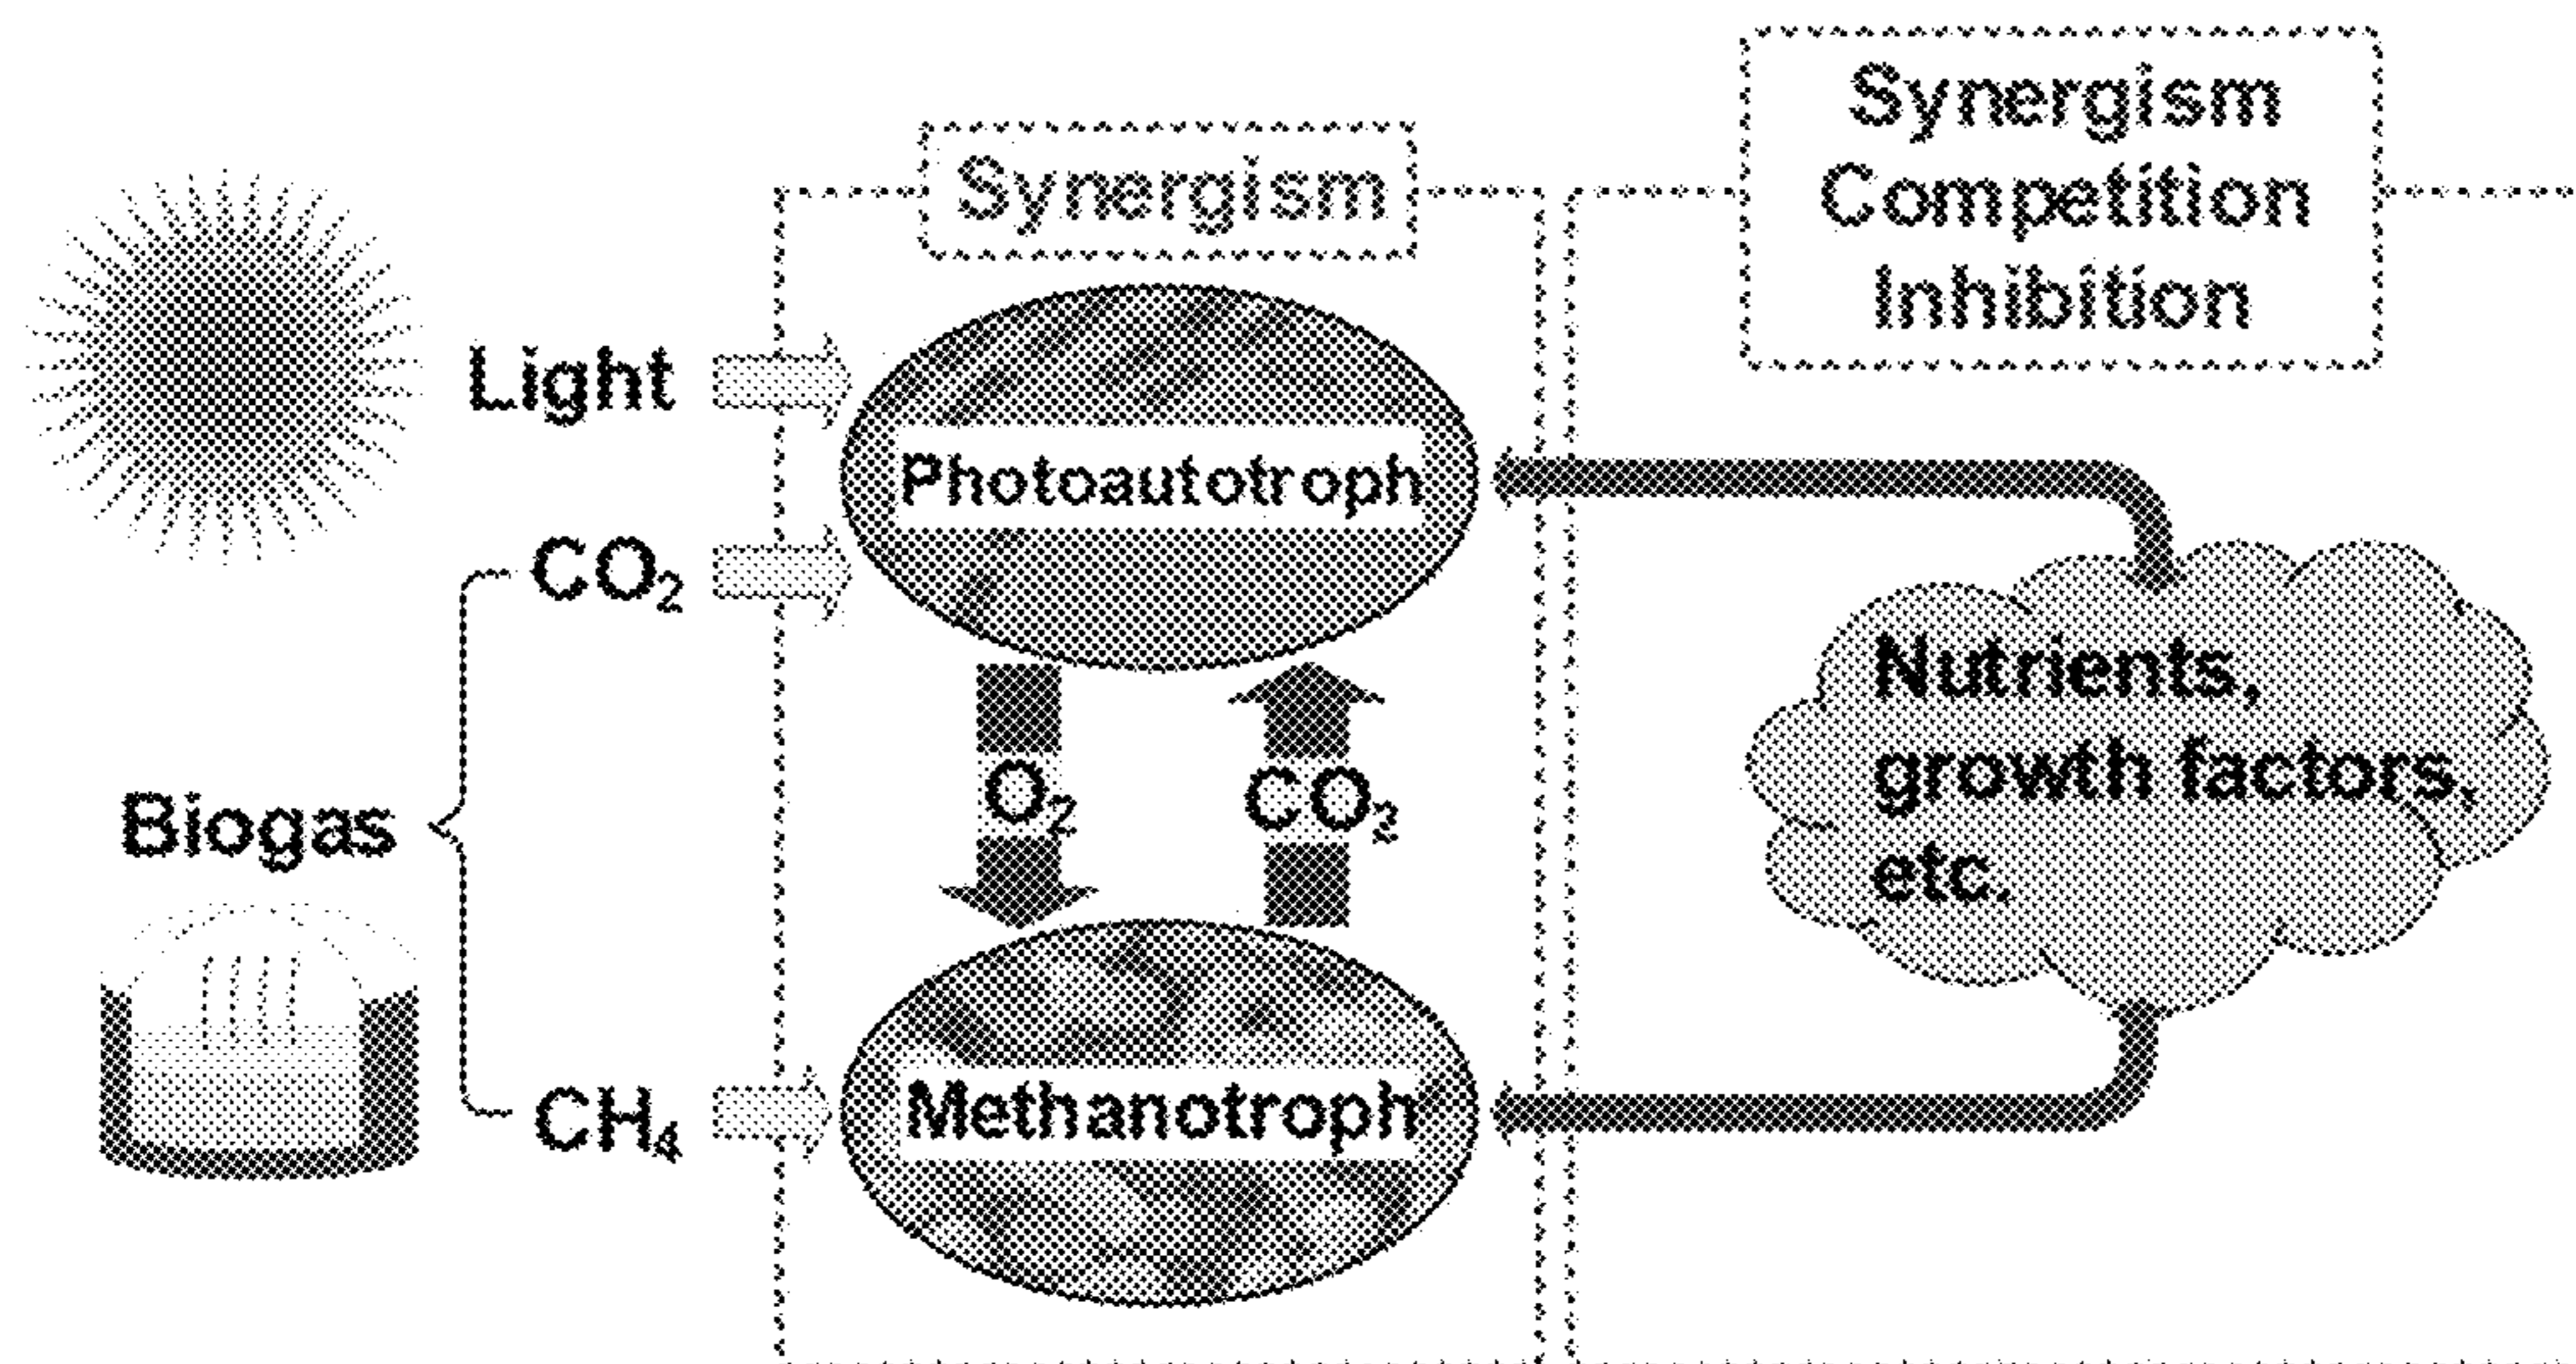 Synergism
Synergism
Competition
Inhibition
Light
Photoautotroph
CO₂
Nutrients,
growth factors,
etc.
O₂
CO₂
Biogas
CH₄
Methanotroph